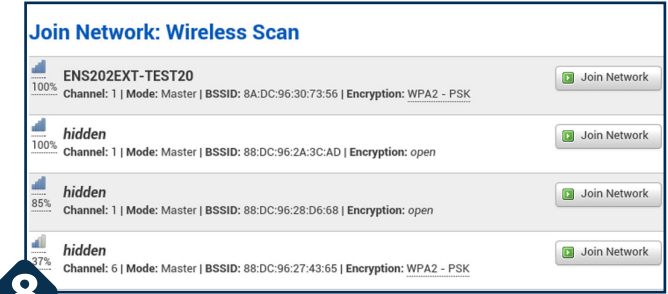 Join Network: Wireless Scan
ENS202EXT-TEST20
100%
Channel: 1 | Mode: Master | BSSID: 8A:DC:96:30:73:56 | Encryption: WPA2 - PSK
Join Network
hidden
100%
Channel: 1 | Mode: Master | BSSID: 88:DC:96:2A:3C:AD | Encryption: open
Join Network
hidden
85%
Channel: 1 | Mode: Master | BSSID: 88:DC:96:28:D6:68 | Encryption: open
Join Network
hidden
37%
Channel: 6 | Mode: Master | BSSID: 88:DC:96:27:43:65 | Encryption: WPA2 - PSK
Join Network
8